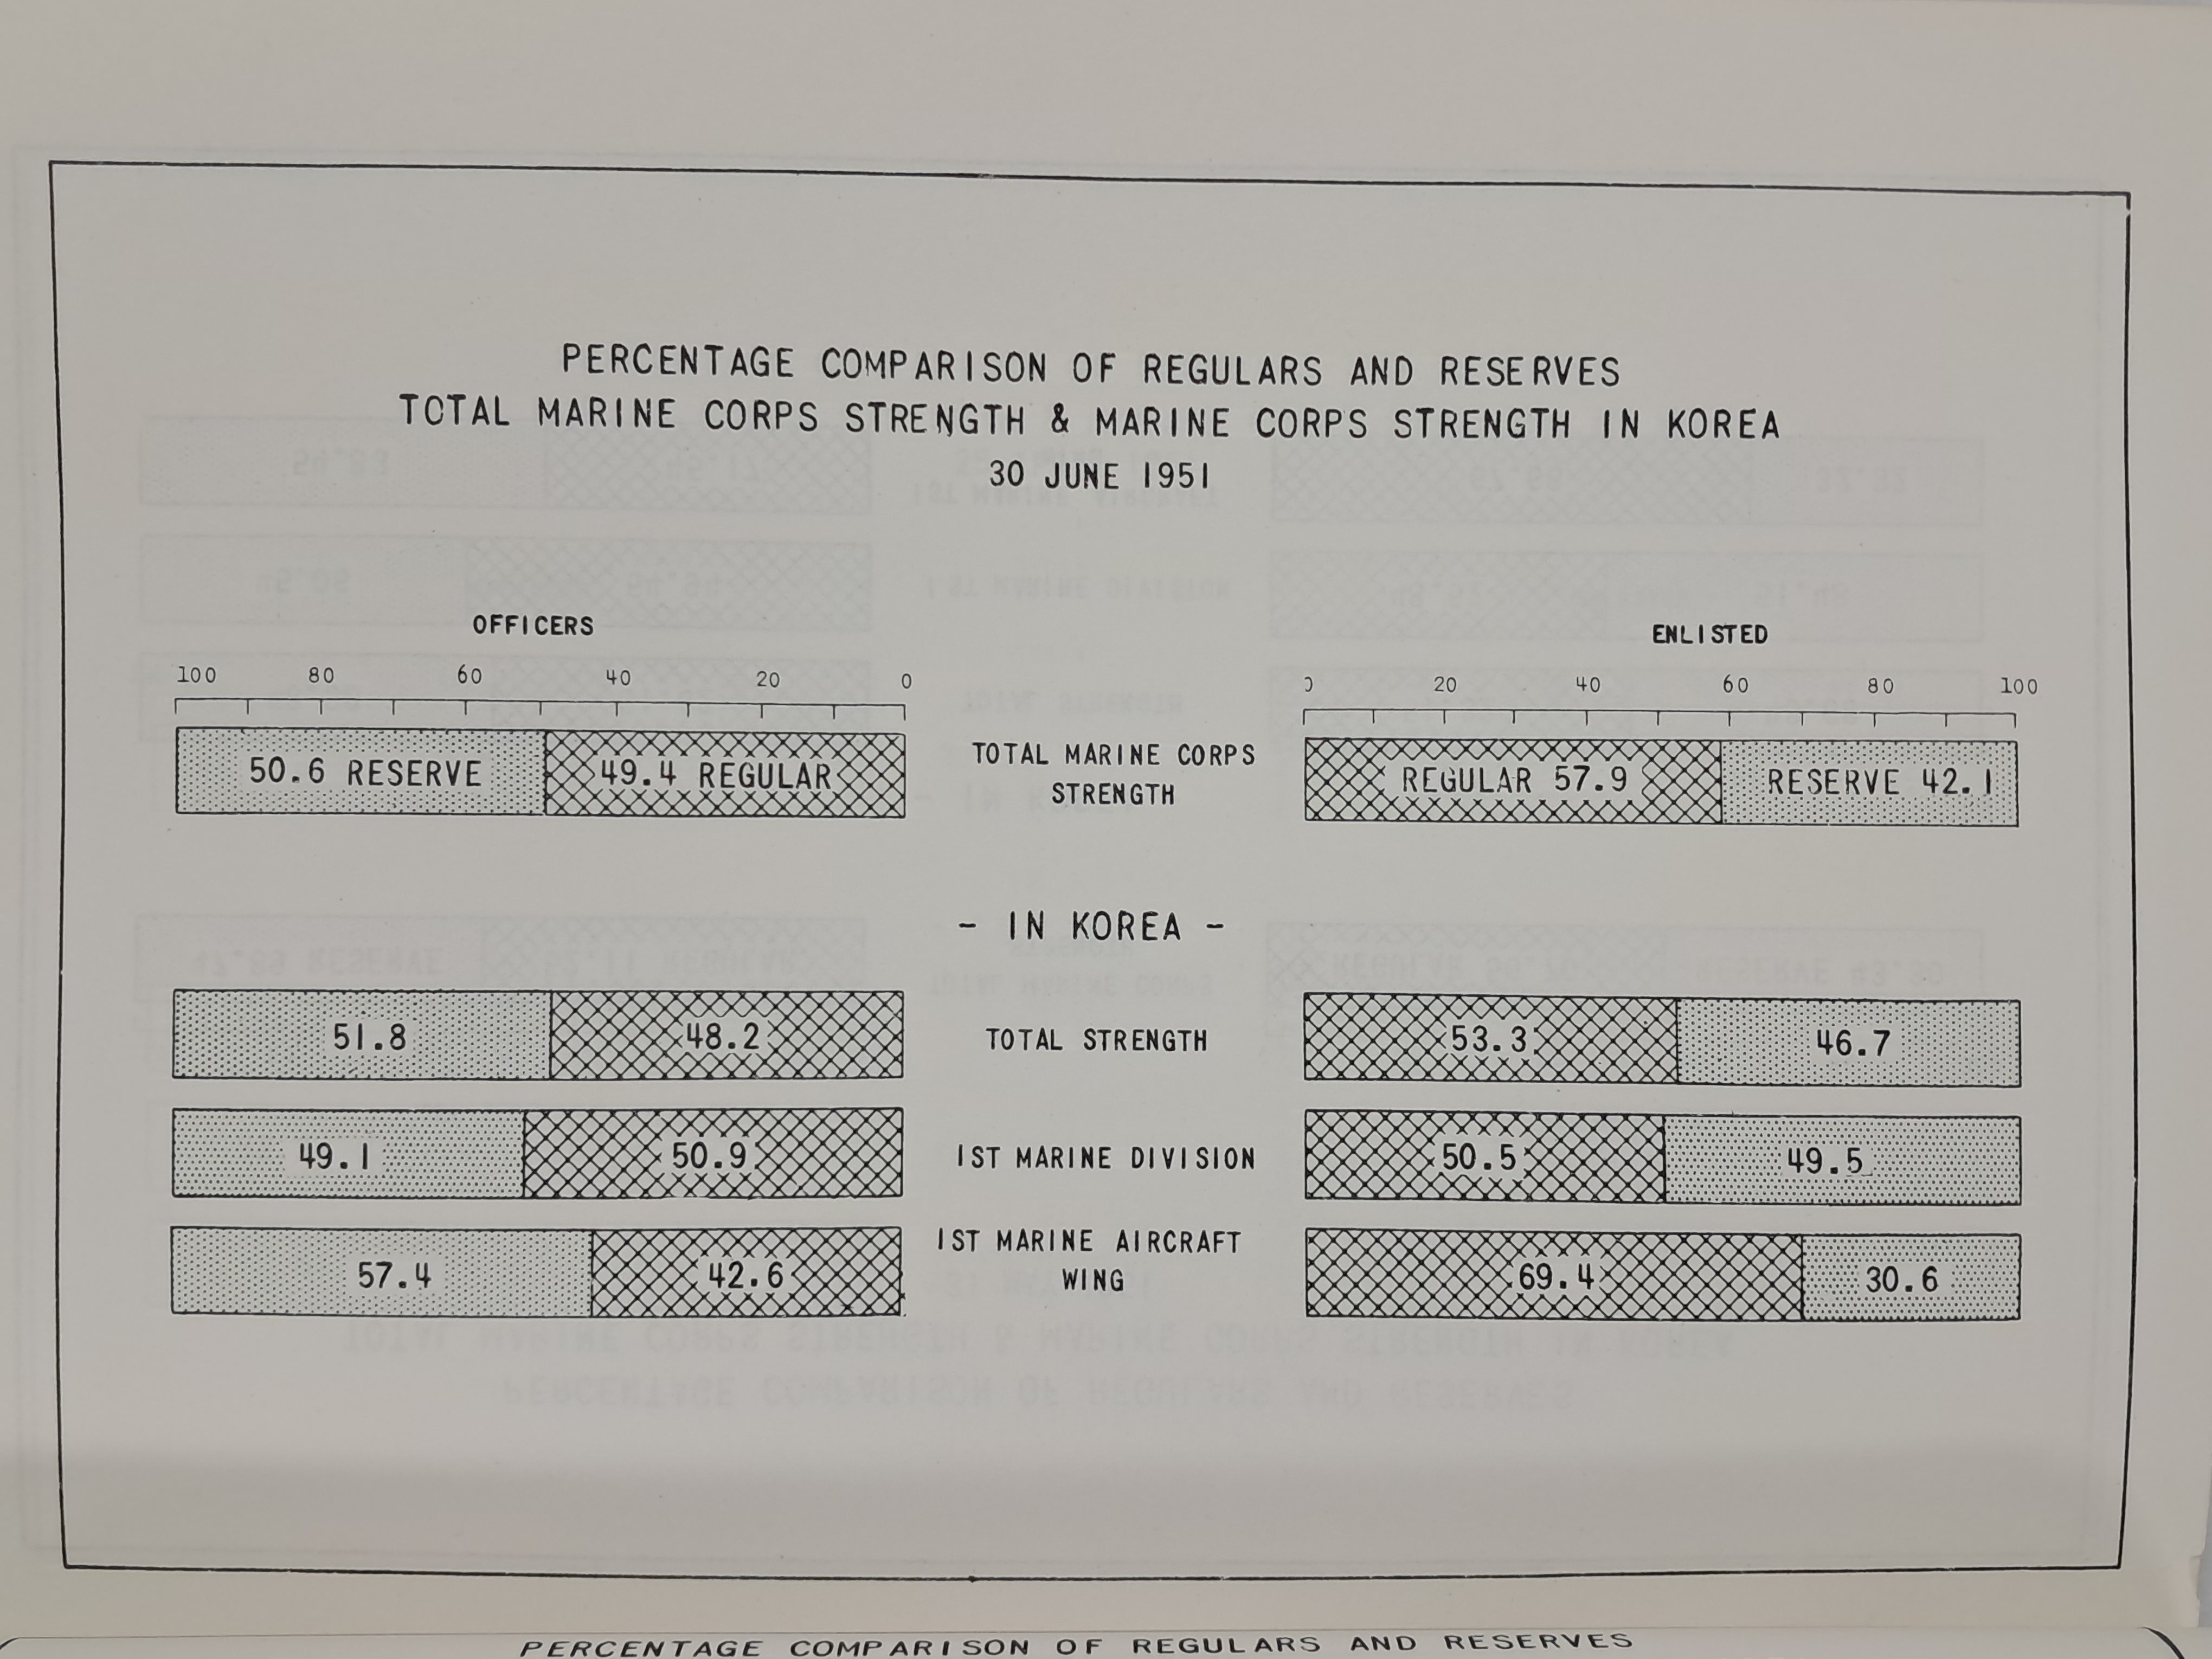 PERCENTAGE COMPARISON OF REGULARS AND RESERVES
TOTAL MARINE CORPS STRENGTH & MARINE CORPS STRENGTH IN KOREA
30 JUNE 1951
OFFICERS
100 80 60 40 20 0
50.6 RESERVE 49.4 REGULAR
TOTAL MARINE CORPS
STRENGTH
ENLISTED
0 20 40 60 80 100
REGULAR 57.9 RESERVE 42.1
- IN KOREA -
51.8 48.2 TOTAL STRENGTH 53.3 46.7
49.1 50.9 1ST MARINE DIVISION 50.5 49.5
57.4 42.6 1ST MARINE AIRCRAFT
WING 69.4 30.6
PERCENTAGE COMPARISON OF REGULARS AND RESERVES